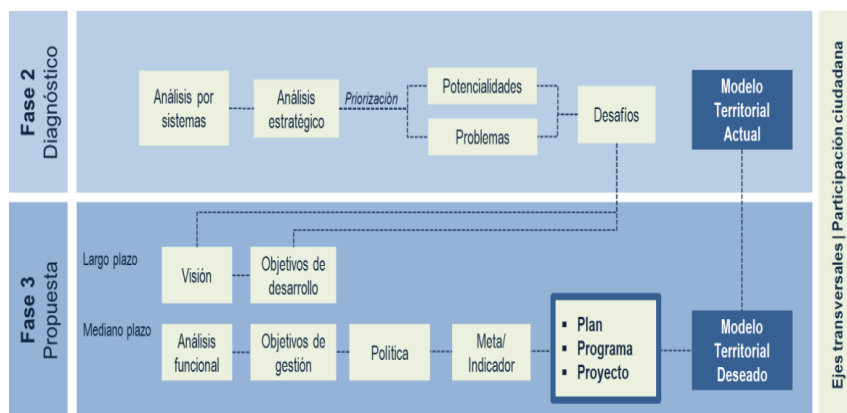 Fase 2
Diagnóstico
Análisis por
sistemas
Análisis
estratégico
Priorización
Potencialidades
Problemas
Desafíos
Modelo
Territorial
Actual
Fase 3
Propuesta
Largo plazo
Visión
Objetivos de
desarrollo
Mediano plazo
Análisis
funcional
Objetivos de
gestión
Política
Meta/
Indicador
▪ Plan
▪ Programa
▪ Proyecto
Modelo
Territorial
Deseado
Ejes transversales | Participación ciudadana